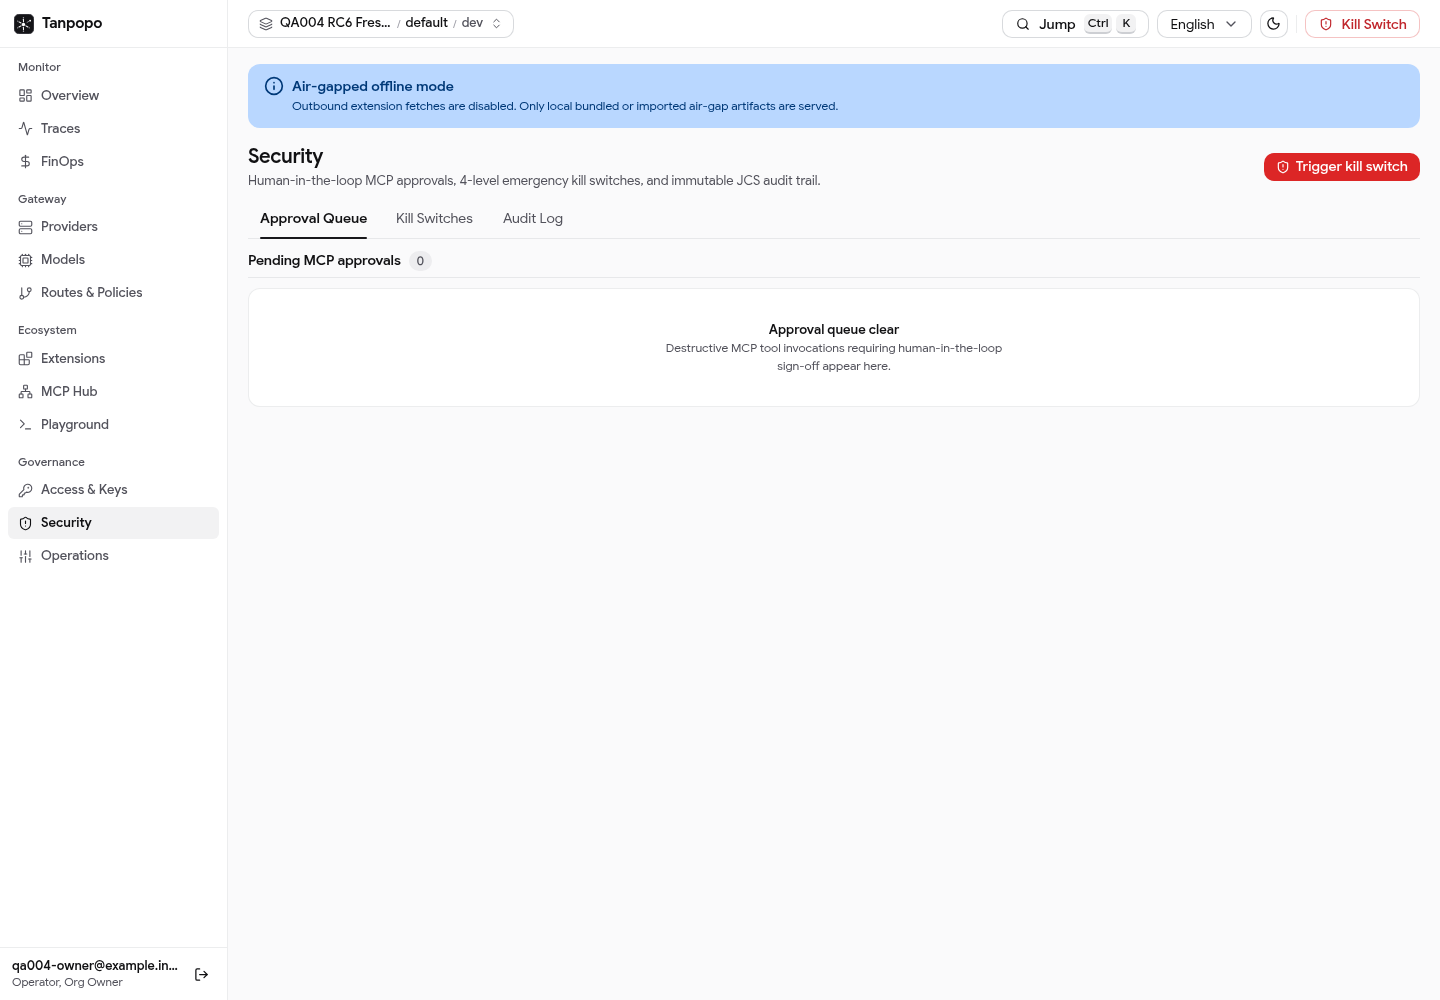 Tanpopo
QA004 RC6 Fres... / default / dev
Jump Ctrl K
English
Kill Switch
Monitor
Overview
Traces
FinOps
Gateway
Providers
Models
Routes & Policies
Ecosystem
Extensions
MCP Hub
Playground
Governance
Access & Keys
Security
Operations
qa004-owner@example.in...
Operator, Org Owner
Air-gapped offline mode
Outbound extension fetches are disabled. Only local bundled or imported air-gap artifacts are served.
Security
Human-in-the-loop MCP approvals, 4-level emergency kill switches, and immutable JCS audit trail.
Trigger kill switch
Approval Queue Kill Switches Audit Log
Pending MCP approvals 0
Approval queue clear
Destructive MCP tool invocations requiring human-in-the-loop
sign-off appear here.